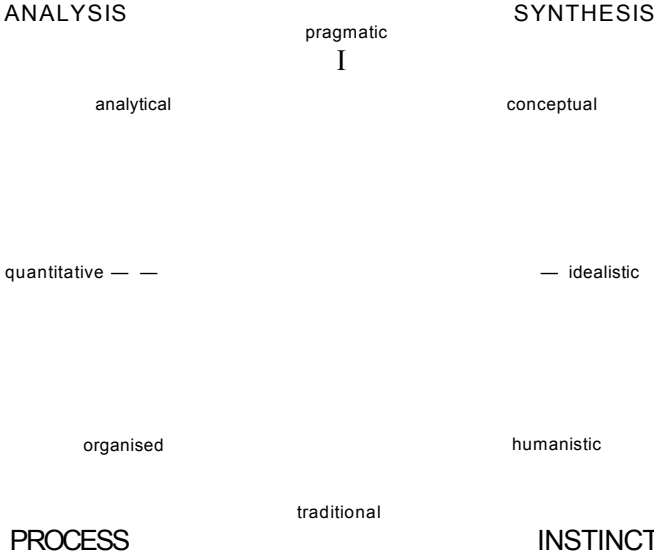 ANALYSIS
SYNTHESIS
pragmatic
I
analytical
conceptual
quantitative — —
— idealistic
organised
humanistic
traditional
PROCESS
INSTINCT